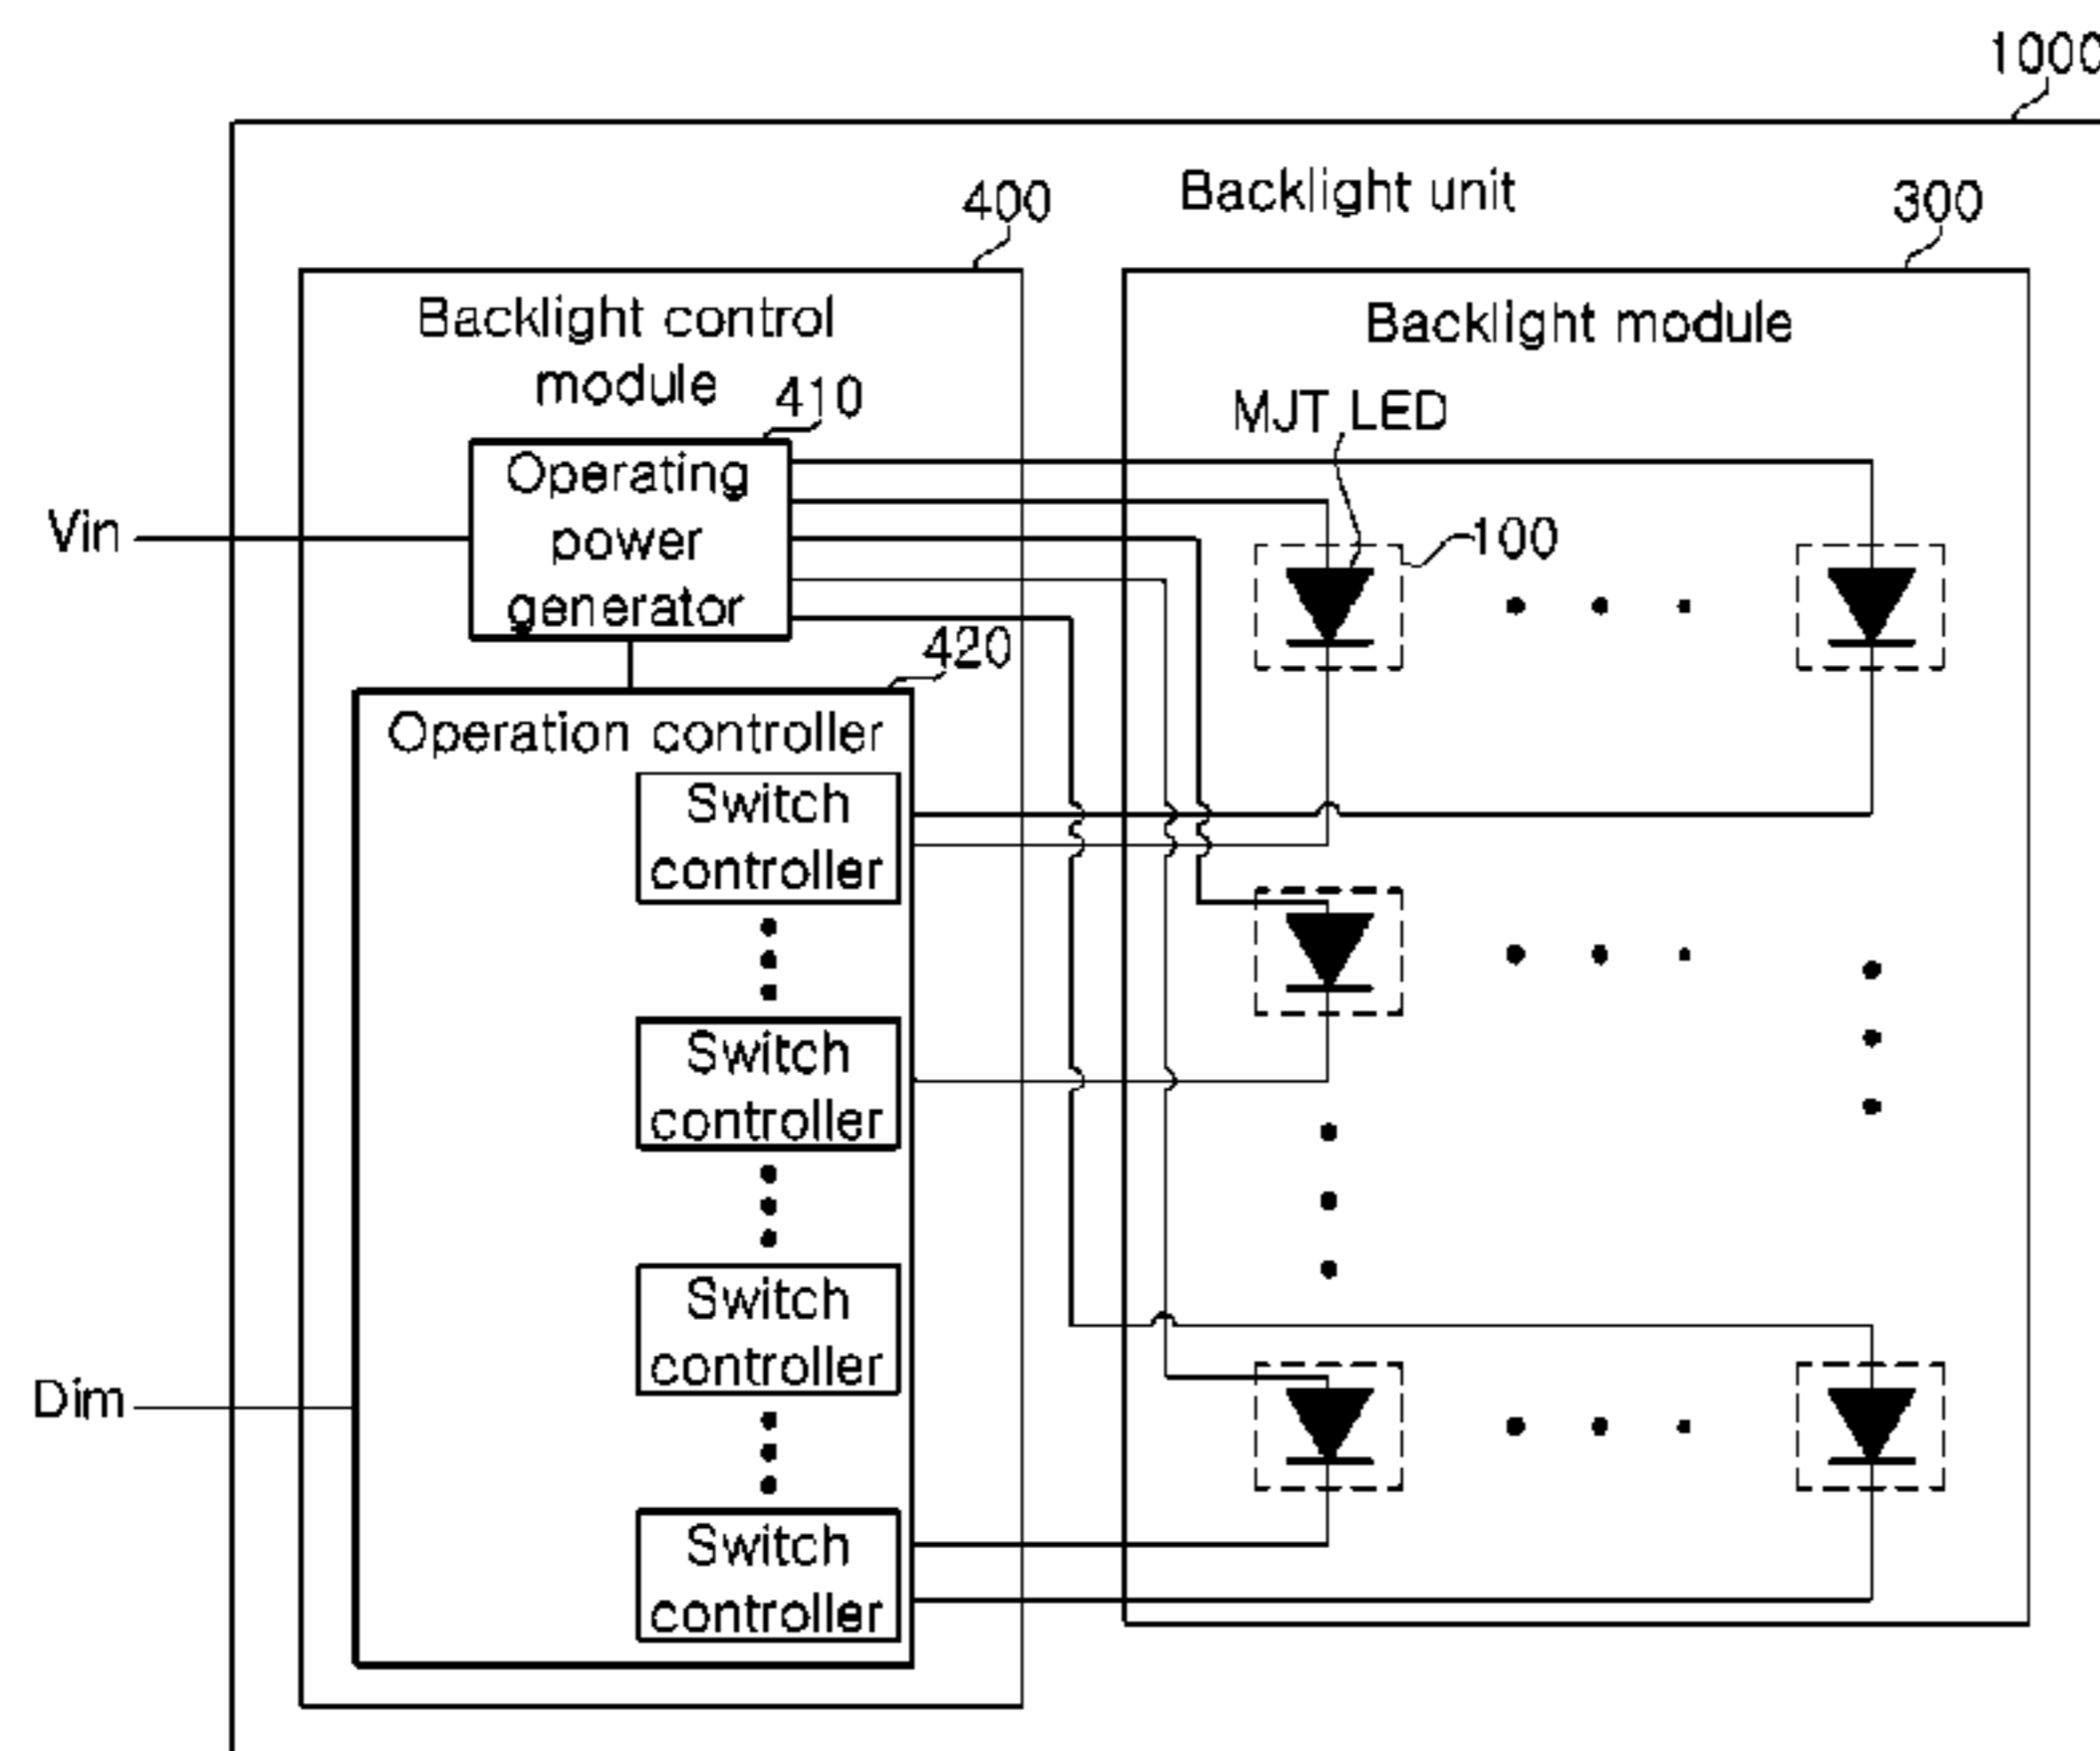 1000
Backlight unit
400
300
Backlight control
module
Backlight module
410
MJT LED
Operating
power
generator
Vin
100
420
Operation controller
Switch
controller
Switch
controller
Switch
controller
Dim
Switch
controller